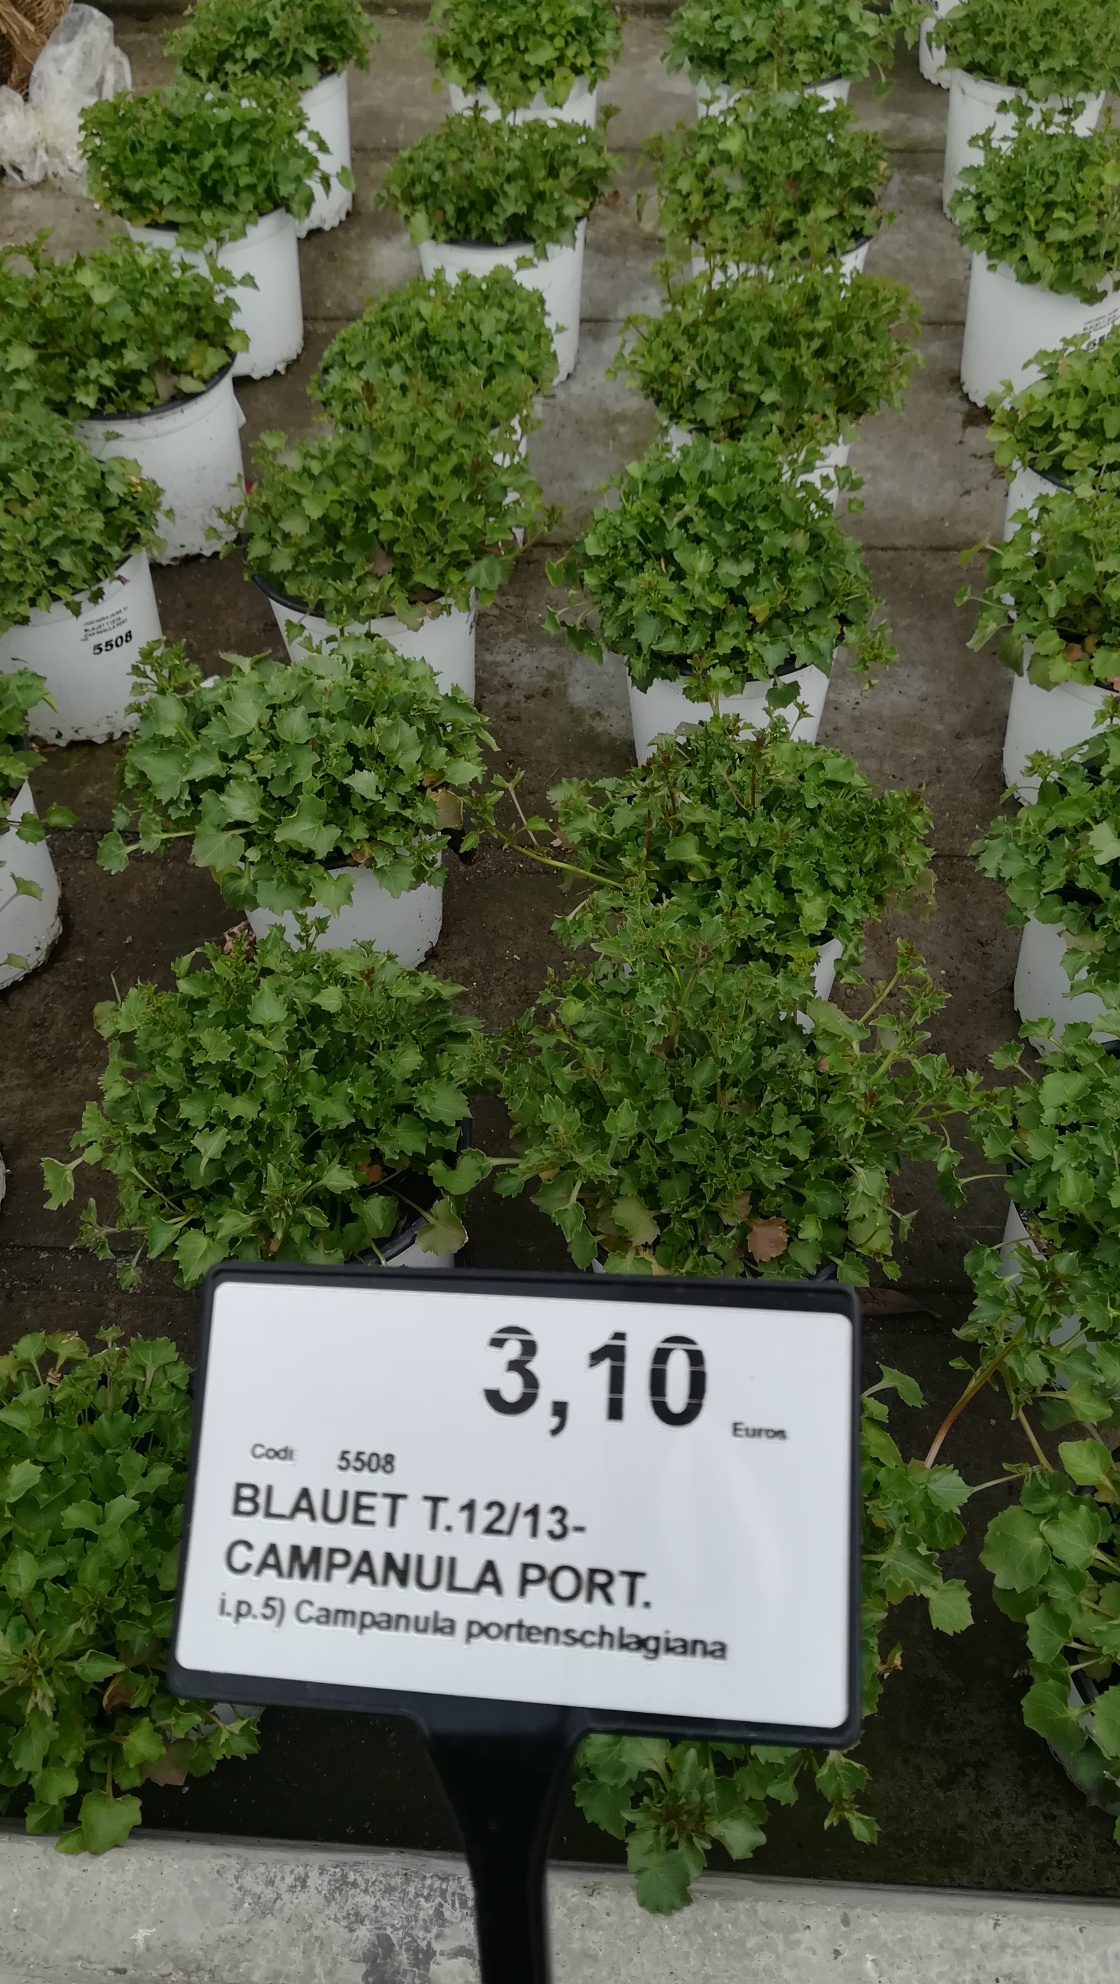 5508
3,10
Euros
Codi: 5508
BLAUET T.12/13-
CAMPANULA PORT.
i.p.5) Campanula portenschlagiana